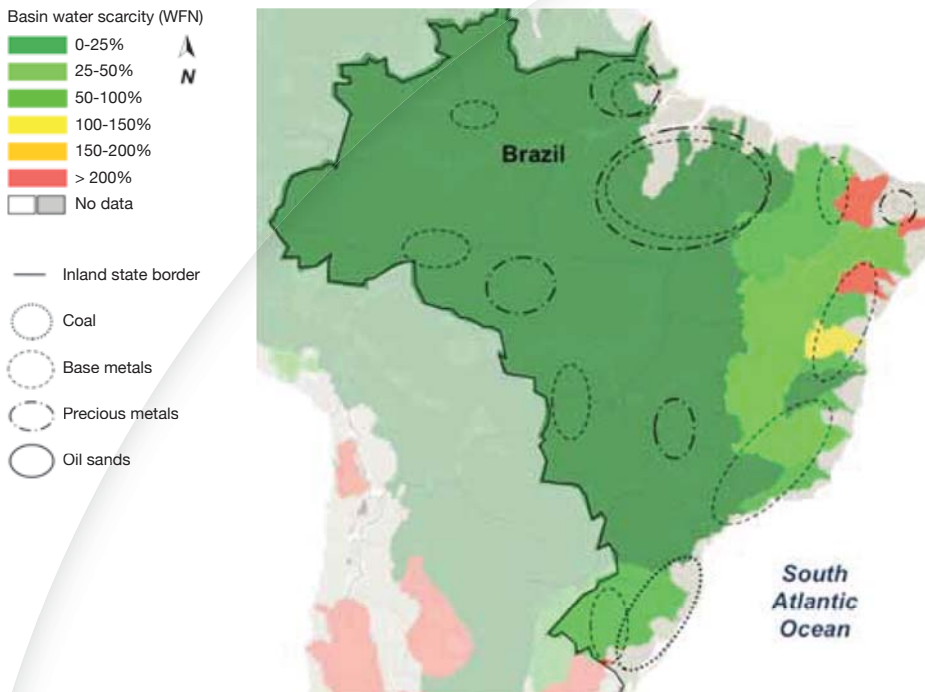 Basin water scarcity (WFN)
0-25%
25-50%
50-100%
100-150%
150-200%
> 200%
No data
N
Inland state border
Coal
Base metals
Precious metals
Oil sands
Brazil
South
Atlantic
Ocean